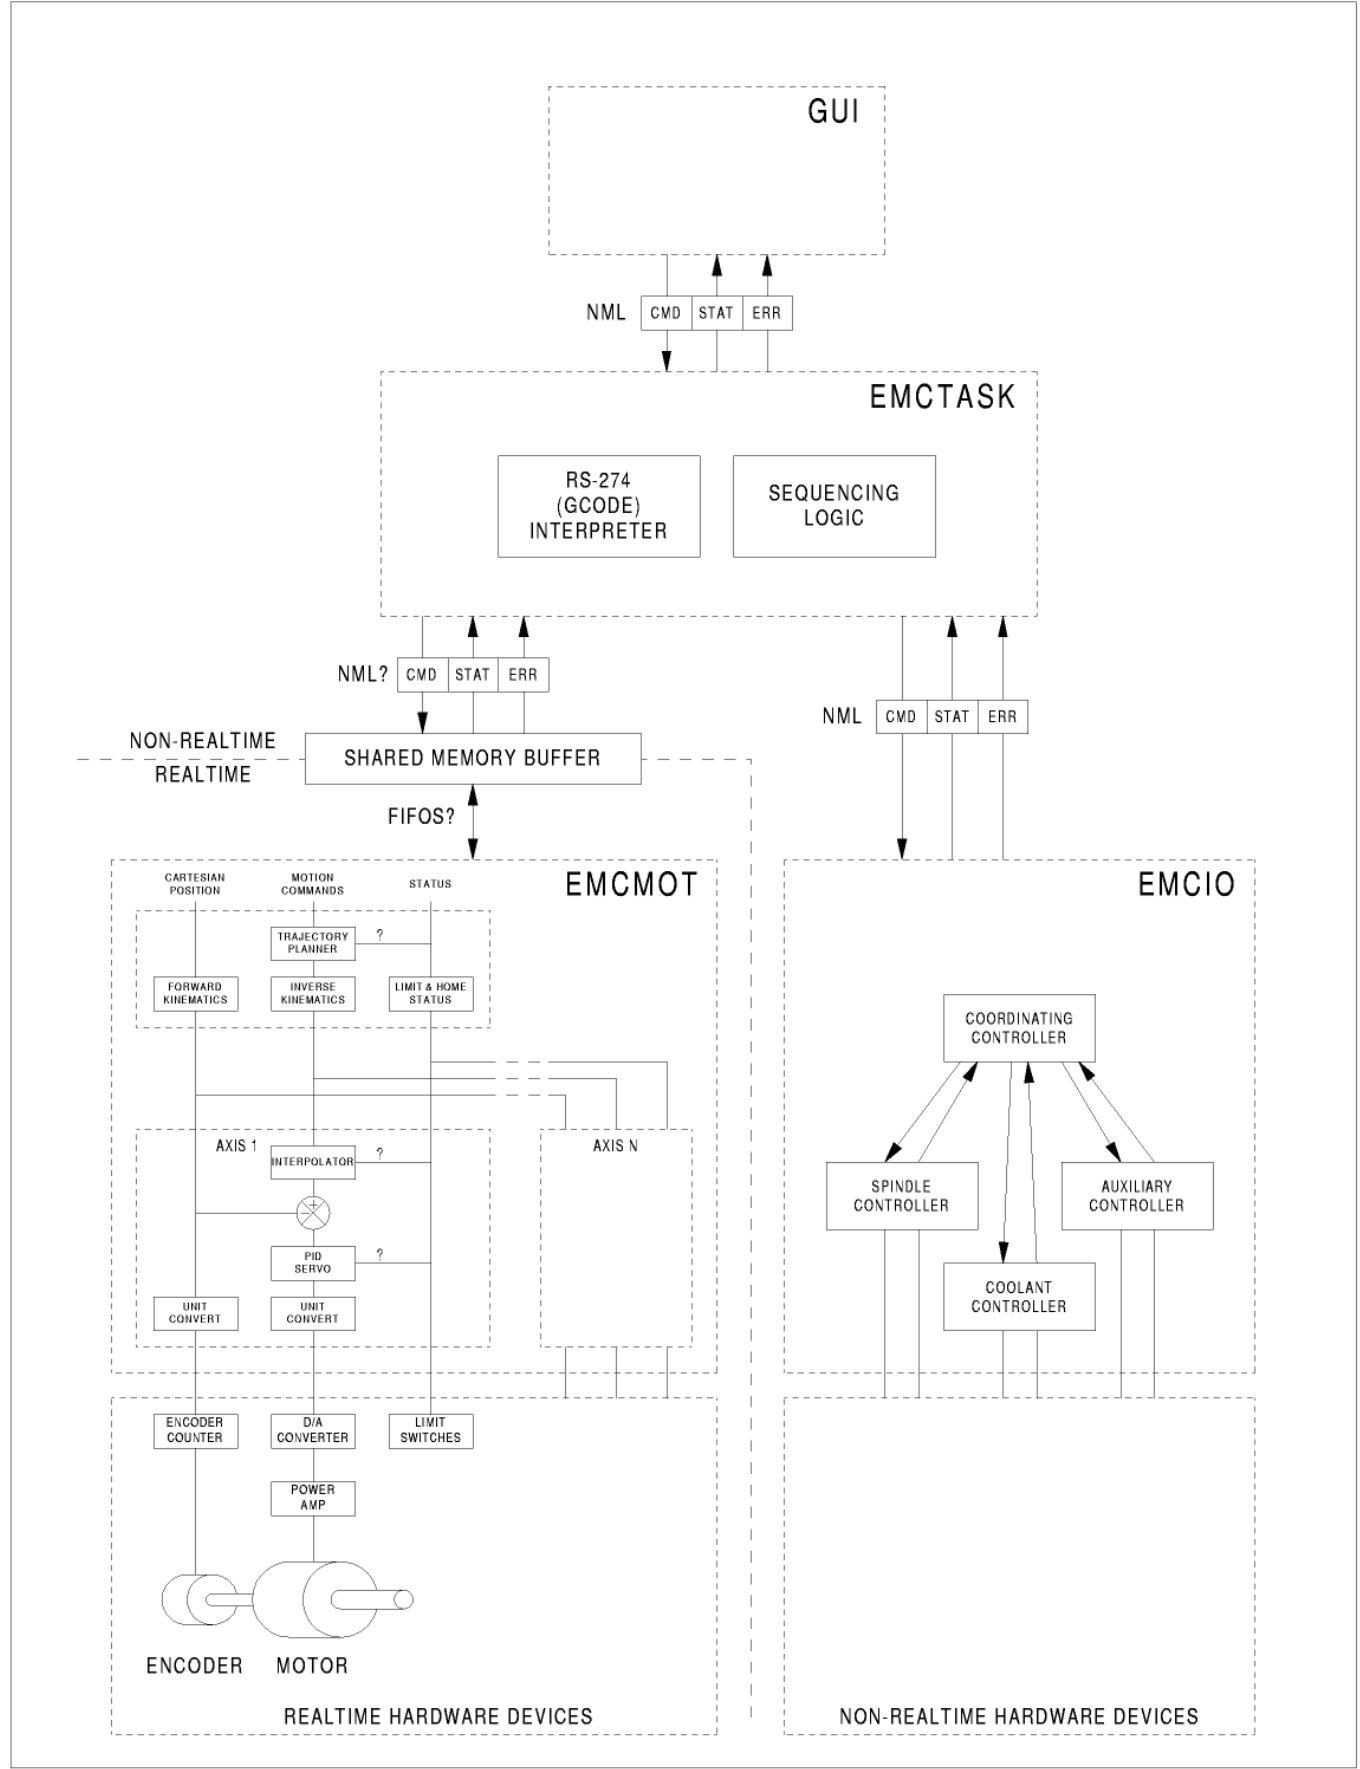 GUI
NML
CMD
STAT
ERR
EMCTASK
RS-274
(GCODE)
INTERPRETER
SEQUENCING
LOGIC
NML?
CMD
STAT
ERR
NML
CMD
STAT
ERR
NON-REALTIME
REALTIME
SHARED MEMORY BUFFER
FIFOS?
EMCMOT
CARTESIAN
POSITION
MOTION
COMMANDS
STATUS
TRAJECTORY
PLANNER
?
FORWARD
KINEMATICS
INVERSE
KINEMATICS
LIMIT & HOME
STATUS
AXIS 1
INTERPOLATOR
?
+
−
PID
SERVO
?
UNIT
CONVERT
UNIT
CONVERT
AXIS N
EMCIO
COORDINATING
CONTROLLER
SPINDLE
CONTROLLER
AUXILIARY
CONTROLLER
COOLANT
CONTROLLER
ENCODER
COUNTER
D/A
CONVERTER
LIMIT
SWITCHES
POWER
AMP
ENCODER
MOTOR
REALTIME HARDWARE DEVICES
NON-REALTIME HARDWARE DEVICES